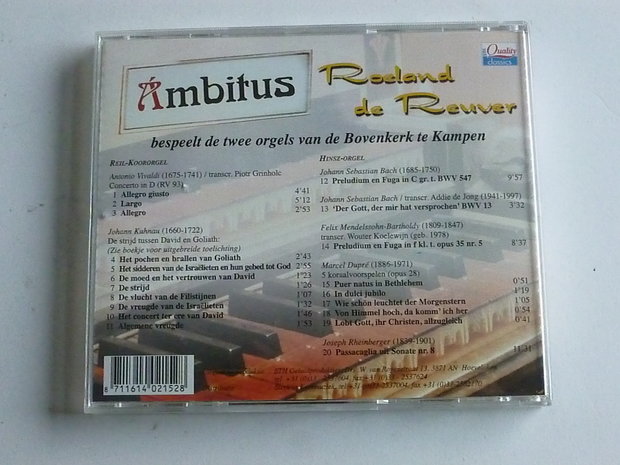 Ámbitus
Roeland
de Reuver
Quality
classics
bespeelt de twee orgels van de Bovenkerk te Kampen
Reil-Koororgel
Antonio Vivaldi (1675-1741) / transcr. Piotr Grinholc
Concerto in D (RV 93)
1 Allegro giusto 4'41
2 Largo 5'12
3 Allegro 2'53
Johann Kuhnau (1660-1722)
De strijd tussen David en Goliath:
(Zie boekje voor uitgebreide toelichting)
4 Het pochen en brallen van Goliath 2'43
5 Het sidderen van de Israëlieten en hun gebed tot God 2'55
6 De moed en het vertrouwen van David 1'23
7 De strijd 1'26
8 De vlucht van de Filistijnen 1'07
9 De vreugde van de Israëlieten 1'32
10 Het concert ter ere van David 1'46
11 Algemene vreugde 1'53
Hinsz-orgel
Johann Sebastian Bach (1685-1750)
12 Preludium en Fuga in C gr. t. BWV 547 9'57
Johann Sebastian Bach / transcr. Addie de Jong (1941-1997)
13 'Der Gott, der mir hat versprochen' BWV 13 3'32
Felix Mendelssohn-Bartholdy (1809-1847)
transcr. Wouter Koelewijn (geb. 1978)
14 Preludium en Fuga in f kl. t. opus 35 nr. 5 8'37
Marcel Dupré (1886-1971)
5 koraalvoorspelen (opus 28)
15 Puer natus in Bethlehem 0'51
16 In dulci jubilo 1'19
17 Wie schön leuchtet der Morgenstern 1'05
18 Von Himmel hoch, da komm' ich her 0'54
19 Lobt Gott, ihr Christen, allzugleich 0'41
Joseph Rheinberger (1839-1901)
20 Passacaglia uit Sonate nr. 8 11'31
8 711614 021528